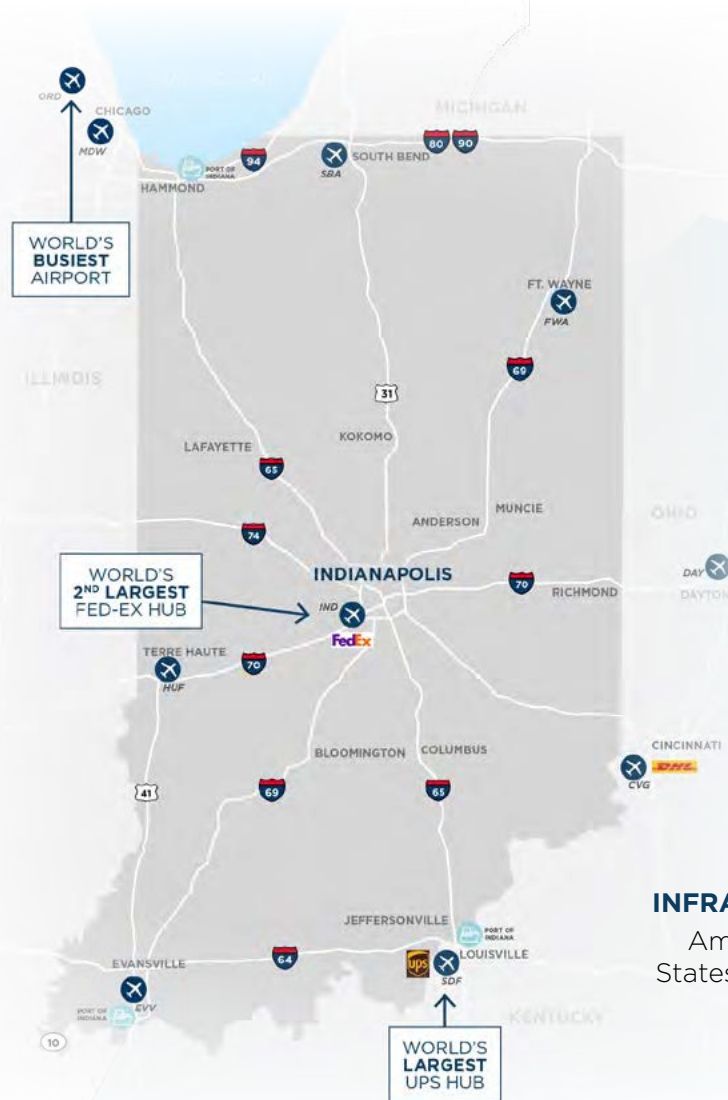 ORD
CHICAGO
MDW
MICHIGAN
80
90
94
SOUTH BEND
SBA
PORT OF
INDIANA
HAMMOND
WORLD'S
BUSIEST
AIRPORT
FT. WAYNE
FWA
ILLINOIS
69
31
KOKOMO
LAFAYETTE
65
MUCIE
ANDERSON
OHIO
74
WORLD'S
2ND LARGEST
FED-EX HUB
INDIANAPOLIS
70
RICHMOND
DAY
DAYTON
IND
FedEx
TERRE HAUTE
70
HUF
BLOOMINGTON
COLUMBUS
CINCINNATI
DHL
CVG
41
69
65
INFRA
Am
States
JEFFERSONVILLE
PORT OF
INDIANA
LOUISVILLE
ups
SDF
64
EVANSVILLE
EVV
PORT OF
INDIANA
KENTUCKY
10
WORLD'S
LARGEST
UPS HUB